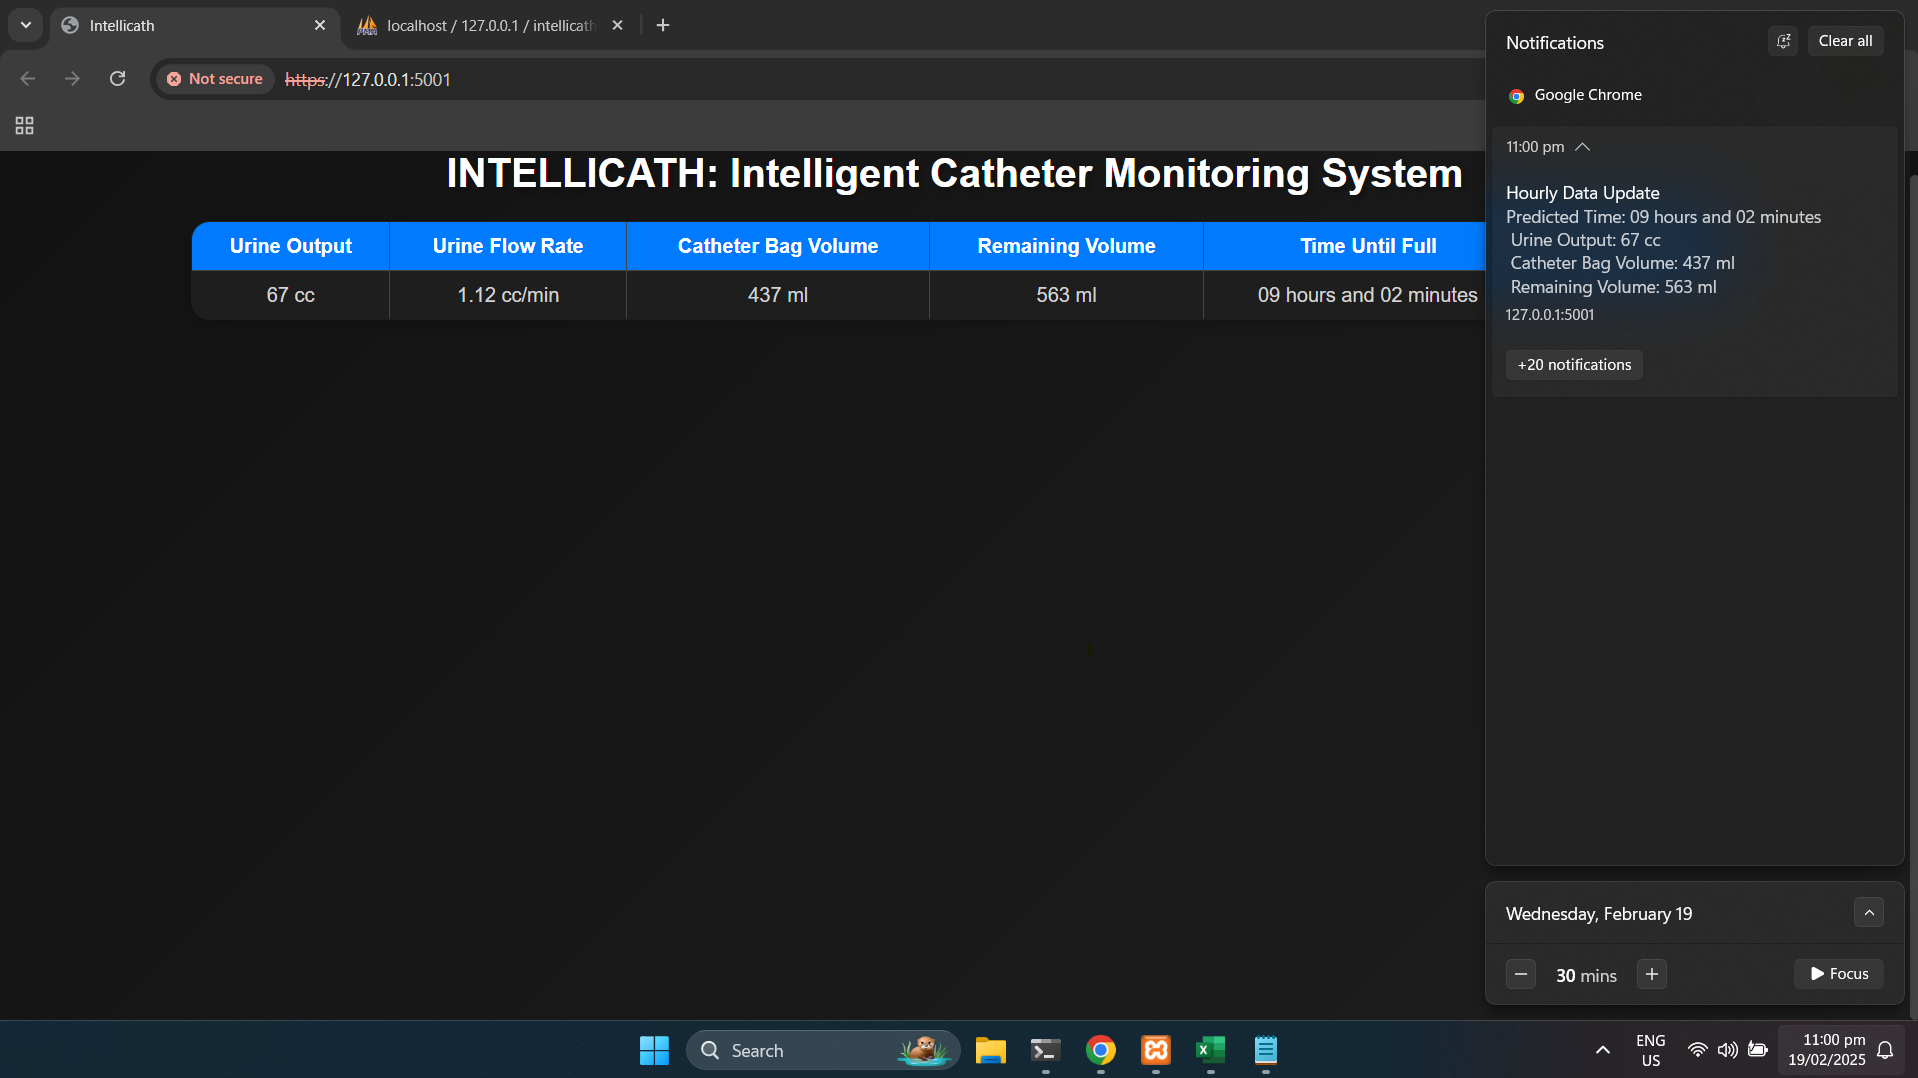 Intellicath
localhost / 127.0.0.1 / intellicath
Not secure
https://127.0.0.1:5001
INTELLICATH: Intelligent Catheter Monitoring System
Urine Output Urine Flow Rate Catheter Bag Volume Remaining Volume Time Until Full
67 cc 1.12 cc/min 437 ml 563 ml 09 hours and 02 minutes
Notifications
Clear all
Google Chrome
11:00 pm
Hourly Data Update
Predicted Time: 09 hours and 02 minutes
Urine Output: 67 cc
Catheter Bag Volume: 437 ml
Remaining Volume: 563 ml
127.0.0.1:5001
+20 notifications
Wednesday, February 19
30 mins
Focus
Search
ENG
US
11:00 pm
19/02/2025